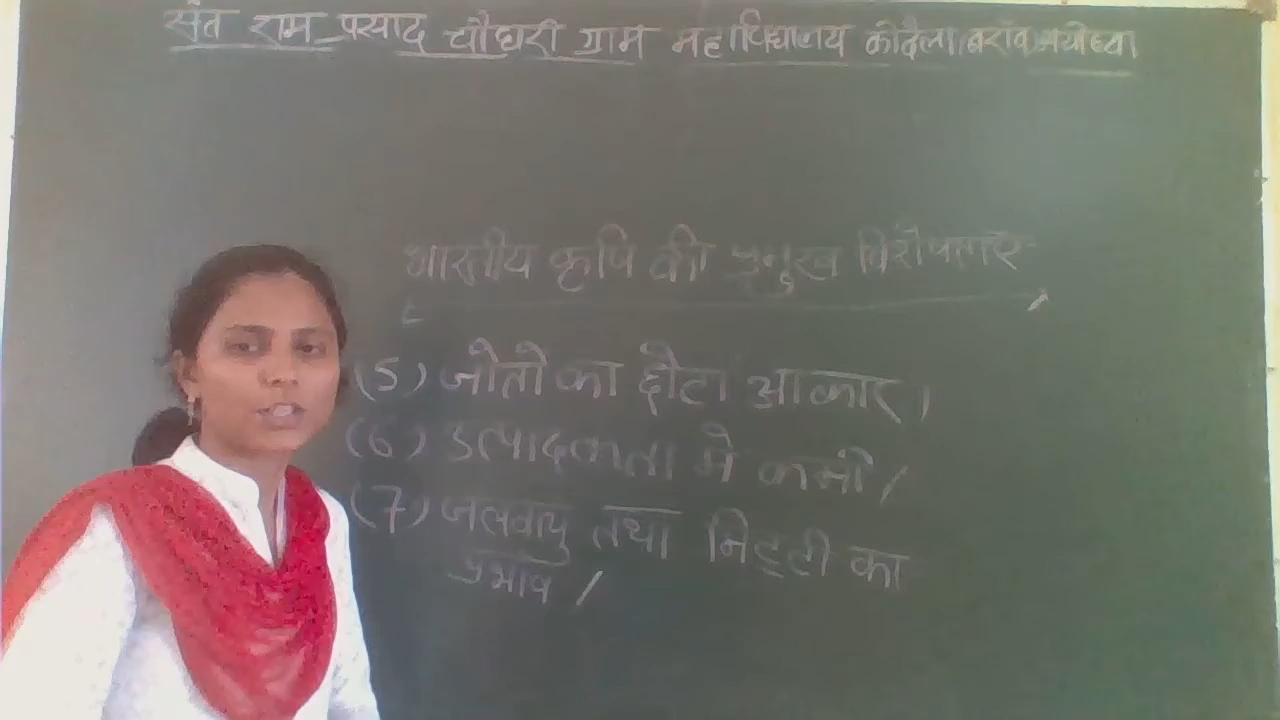 संत राम प्रसाद चौधरी ग्राम महाविद्यालय कोदैला बरॉव अयोध्या
भारतीय कृषि की प्रमुख विशेषताएं
(5) जोतो का छोटा आकार।
(6) उत्पादकता मे कमी /
(7) जलवायु तथा मिट्टी का
प्रभाव /